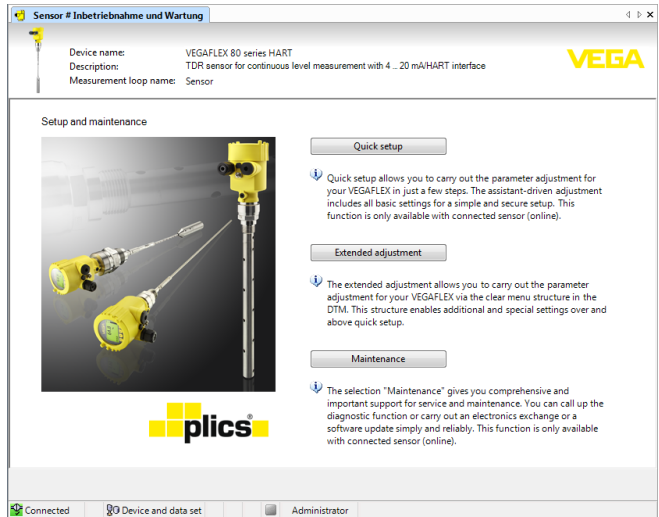 Sensor # Inbetriebnahme und Wartung
Device name: VEGAFLEX 80 series HART
Description: TDR sensor for continuous level measurement with 4 ... 20 mA/HART interface
Measurement loop name: Sensor
VEGA
Setup and maintenance
Quick setup
Quick setup allows you to carry out the parameter adjustment for
your VEGAFLEX in just a few steps. The assistant-driven adjustment
includes all basic settings for a simple and secure setup. This
function is only available with connected sensor (online).
Extended adjustment
The extended adjustment allows you to carry out the parameter
adjustment for your VEGAFLEX via the clear menu structure in the
DTM. This structure enables additional and special settings over and
above quick setup.
Maintenance
The selection "Maintenance" gives you comprehensive and
important support for service and maintenance. You can call up the
diagnostic function or carry out an electronics exchange or a
software update simply and reliably. This function is only available
with connected sensor (online).
plics®
Connected
Device and data set
Administrator